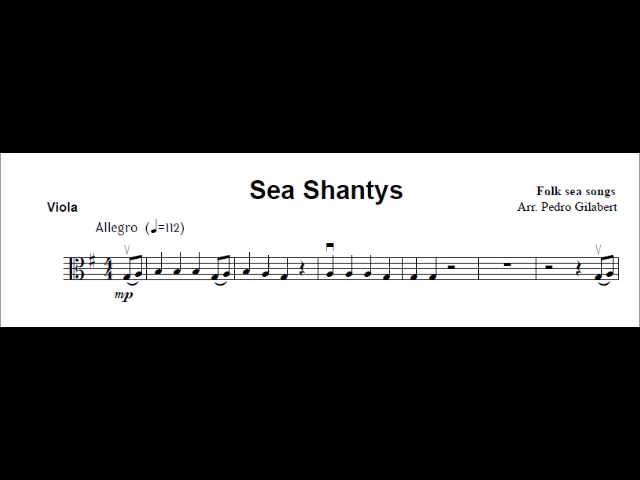 Sea Shantys
Folk sea songs
Viola
Arr. Pedro Gilabert
Allegro (♩=112)
mp